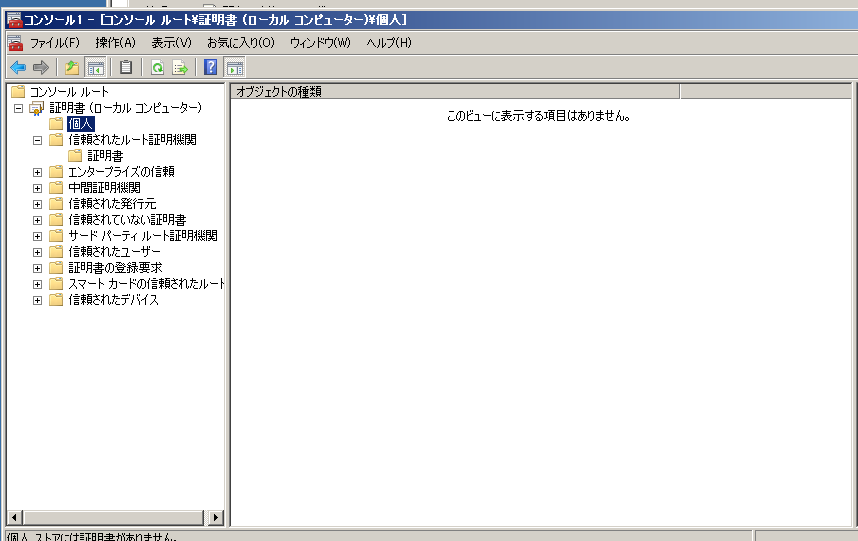 コンソール1 - [コンソール ルート¥証明書 (ローカル コンピューター)¥個人]
ファイル(F) 操作(A) 表示(V) お気に入り(O) ウィンドウ(W) ヘルプ(H)
コンソール ルート
証明書 (ローカル コンピューター)
個人
信頼されたルート証明機関
証明書
エンタープライズの信頼
中間証明機関
信頼された発行元
信頼されていない証明書
サード パーティ ルート証明機関
信頼されたユーザー
証明書の登録要求
スマート カードの信頼されたルート
信頼されたデバイス
オブジェクトの種類
このビューに表示する項目はありません。
個人 ストアには証明書がありません。